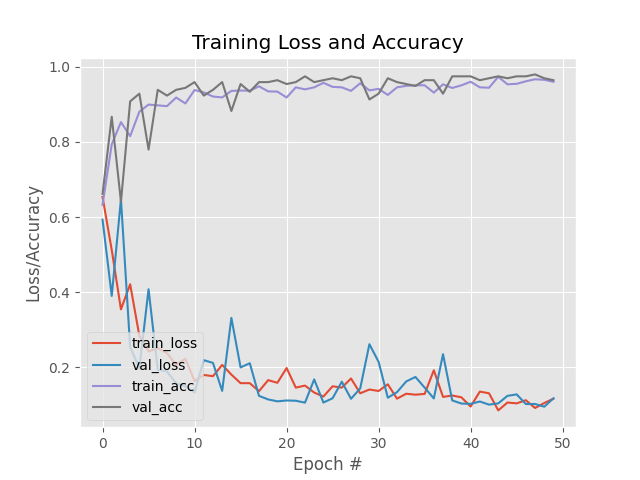 Training Loss and Accuracy
1.0
0.8
0.6
0.4
0.2
Loss/Accuracy
train_loss
val_loss
train_acc
val_acc
0
10
20
30
40
50
Epoch #